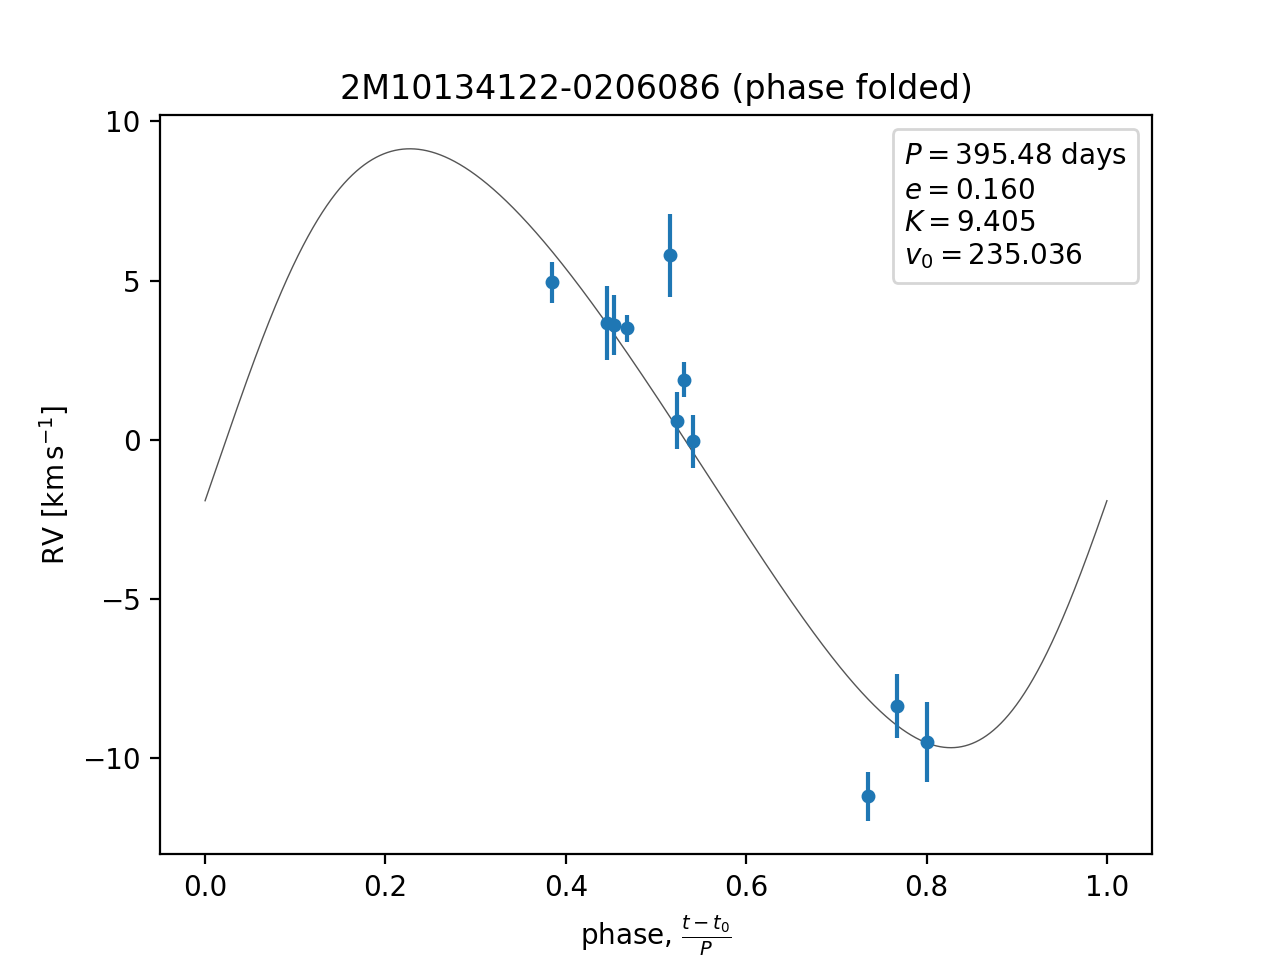 2M10134122-0206086 (phase folded)
P = 395.48 days
e = 0.160
K = 9.405
v₀ = 235.036
RV [km s⁻¹]
10
5
0
−5
−10
0.0 0.2 0.4 0.6 0.8 1.0
phase, (t − t₀)/P